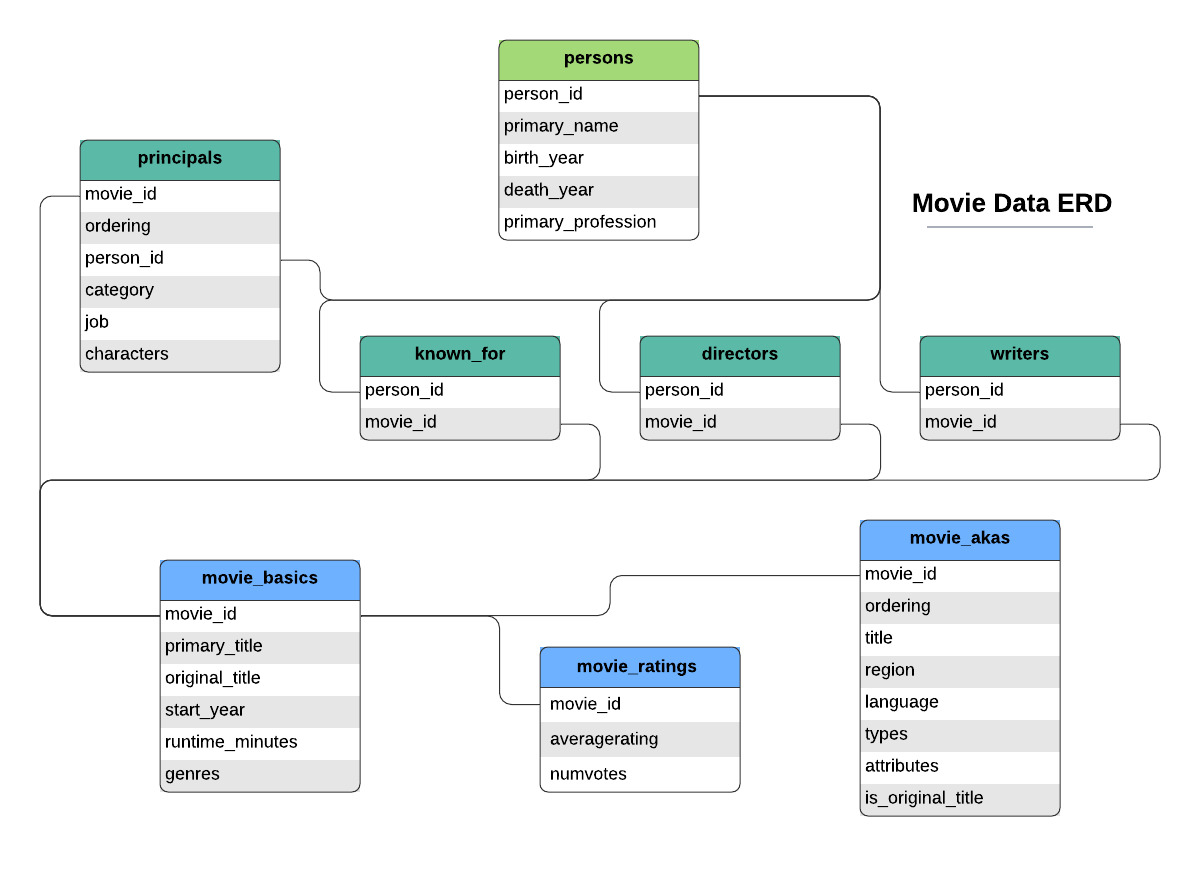 persons
person_id
primary_name
birth_year
death_year
primary_profession
principals
movie_id
ordering
person_id
category
job
characters
Movie Data ERD
known_for
person_id
movie_id
directors
person_id
movie_id
writers
person_id
movie_id
movie_basics
movie_id
primary_title
original_title
start_year
runtime_minutes
genres
movie_ratings
movie_id
averagerating
numvotes
movie_akas
movie_id
ordering
title
region
language
types
attributes
is_original_title